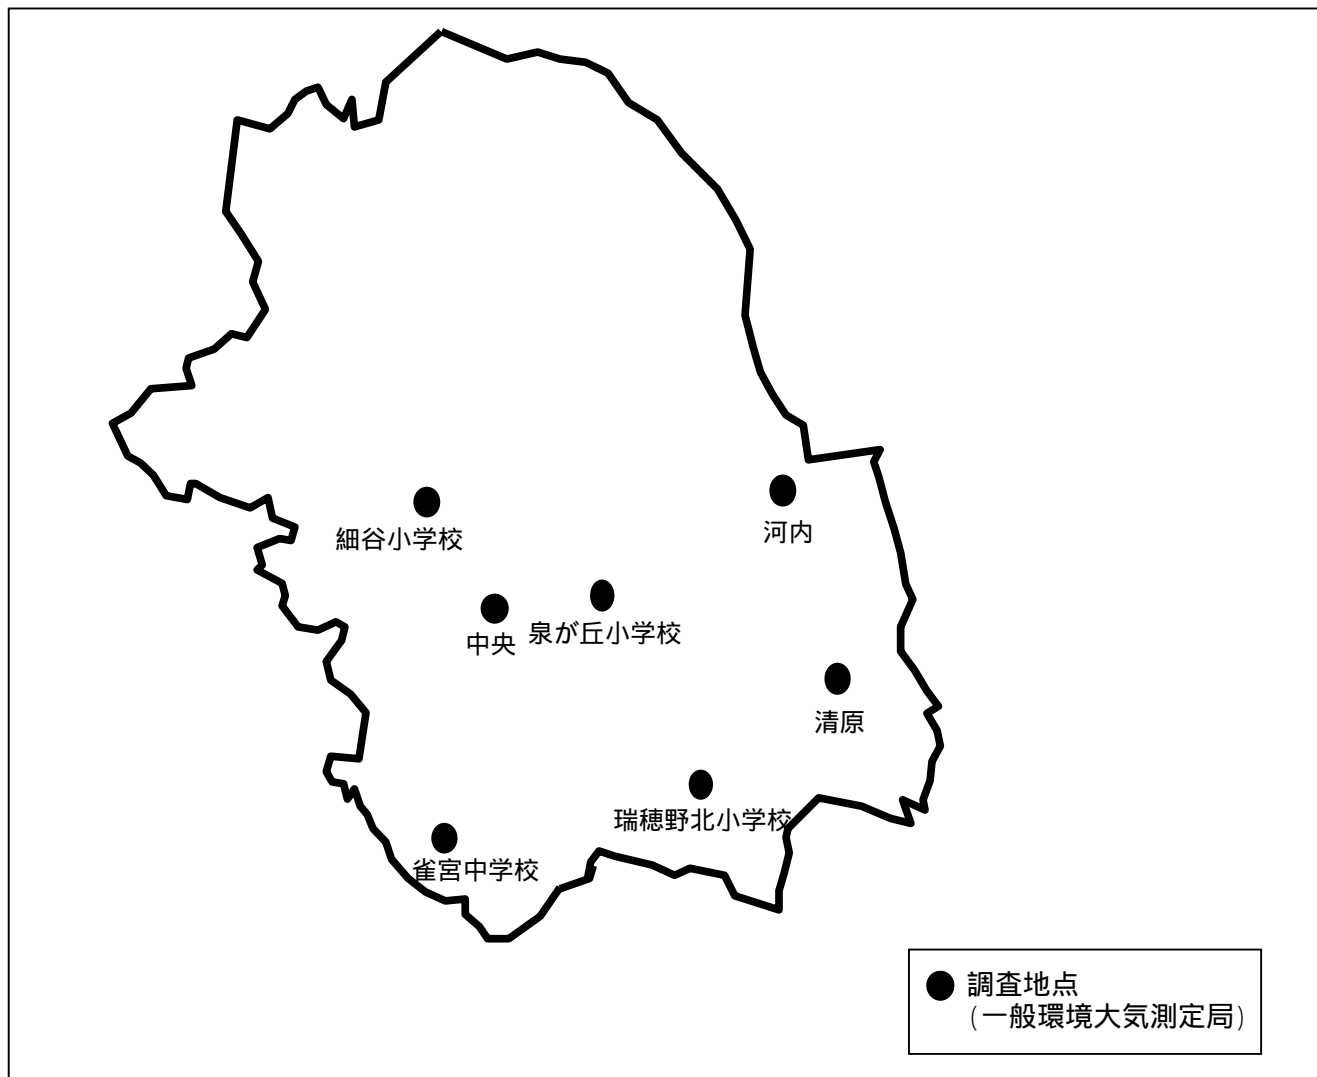 河内
細谷小学校
泉が丘小学校
中央
清原
瑞穂野北小学校
雀宮中学校
調査地点
(一般環境大気測定局)